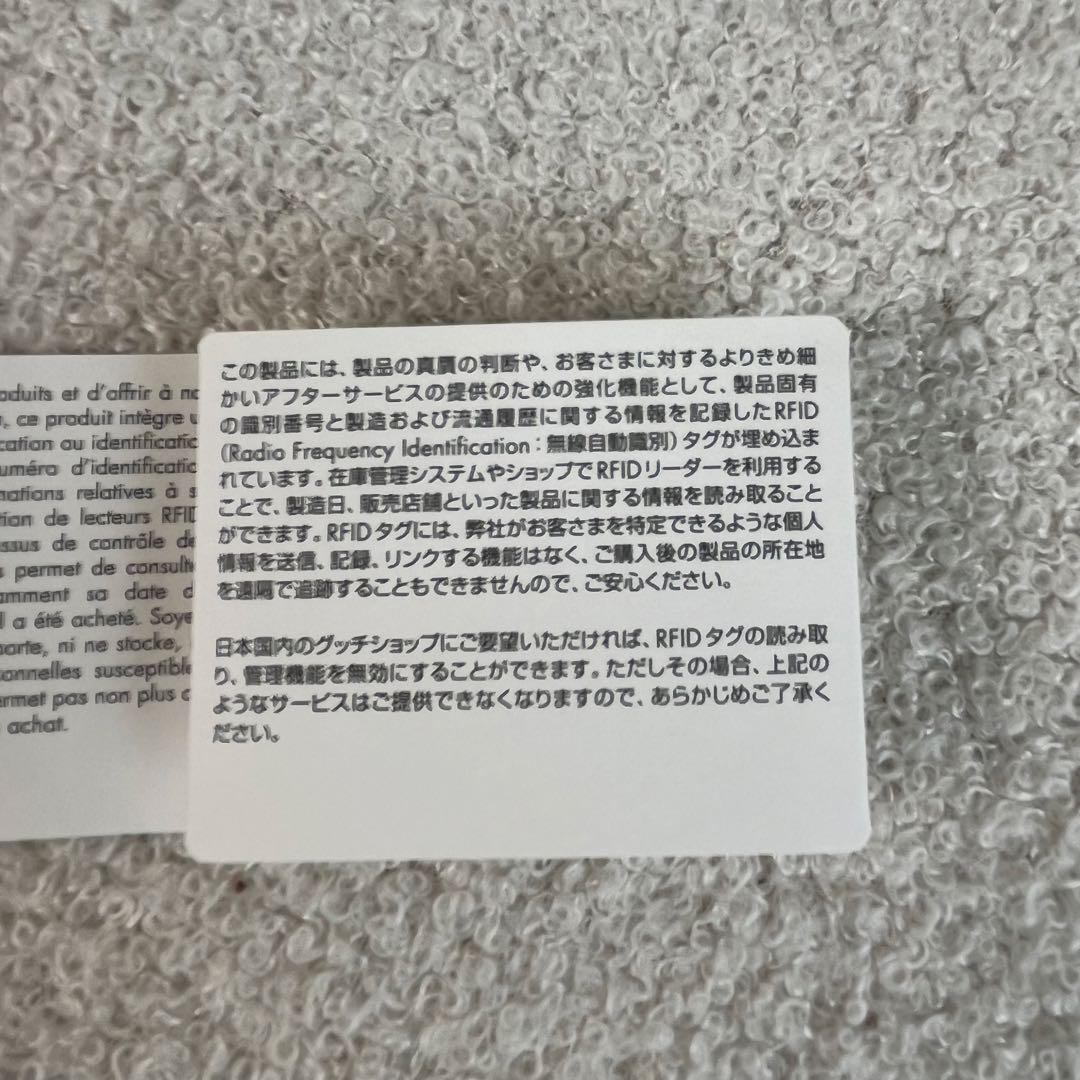 oduits et d'offrir à
, ce produit intègre
cation ou identificatio
uméro d'identificatio
mations relatives à
tion de lecteurs RFID
essus de contrôle de
s permet de consulte
amment sa date d
l a été acheté. Soye
porte, ni ne stocke,
onnelles susceptible
ermet pas non plus
achat.
この製品には、製品の真贋の判断や、お客さまに対するよりきめ細
かいアフターサービスの提供のための強化機能として、製品固有
の識別番号と製造および流通履歴に関する情報を記録したRFID
(Radio Frequency Identification：無線自動識別) タグが埋め込ま
れています。在庫管理システムやショップでRFIDリーダーを利用する
ことで、製造日、販売店舗といった製品に関する情報を読み取ること
ができます。RFIDタグには、弊社がお客さまを特定できるような個人
情報を送信、記録、リンクする機能はなく、ご購入後の製品の所在地
を遠隔で追跡することもできませんので、ご安心ください。
日本国内のグッチショップにご要望いただければ、RFIDタグの読み取
り、管理機能を無効にすることができます。ただしその場合、上記の
ようなサービスはご提供できなくなりますので、あらかじめご了承く
ださい。